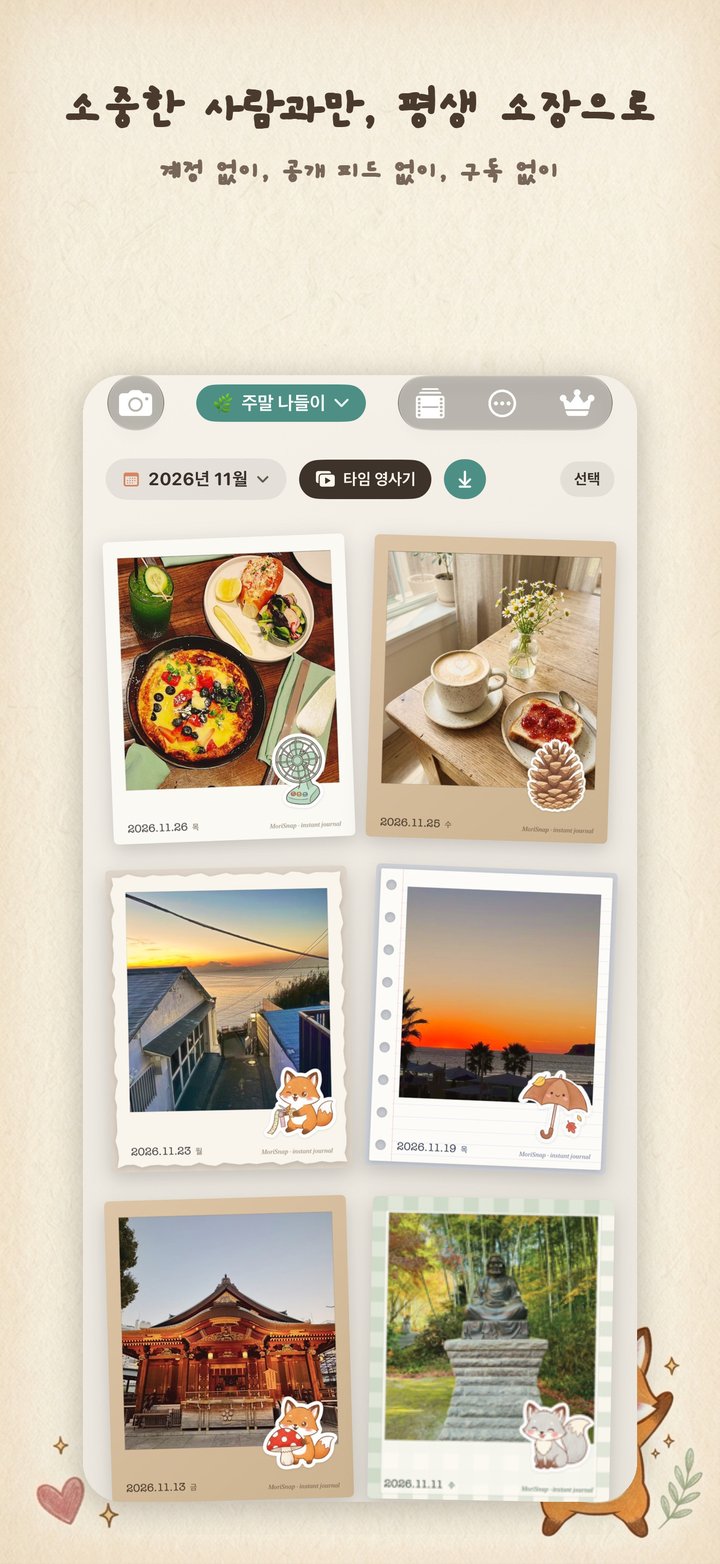 소중한 사람과만, 평생 소장으로
계정 없이, 공개 피드 없이, 구독 없이
주말 나들이
2026년 11월
타임 영사기
선택
2026.11.26 목
MoriSnap · instant journal
2026.11.25 수
MoriSnap · instant journal
2026.11.23 월
MoriSnap · instant journal
2026.11.19 목
MoriSnap · instant journal
2026.11.13 금
MoriSnap · instant journal
2026.11.11 수
MoriSnap · instant journal